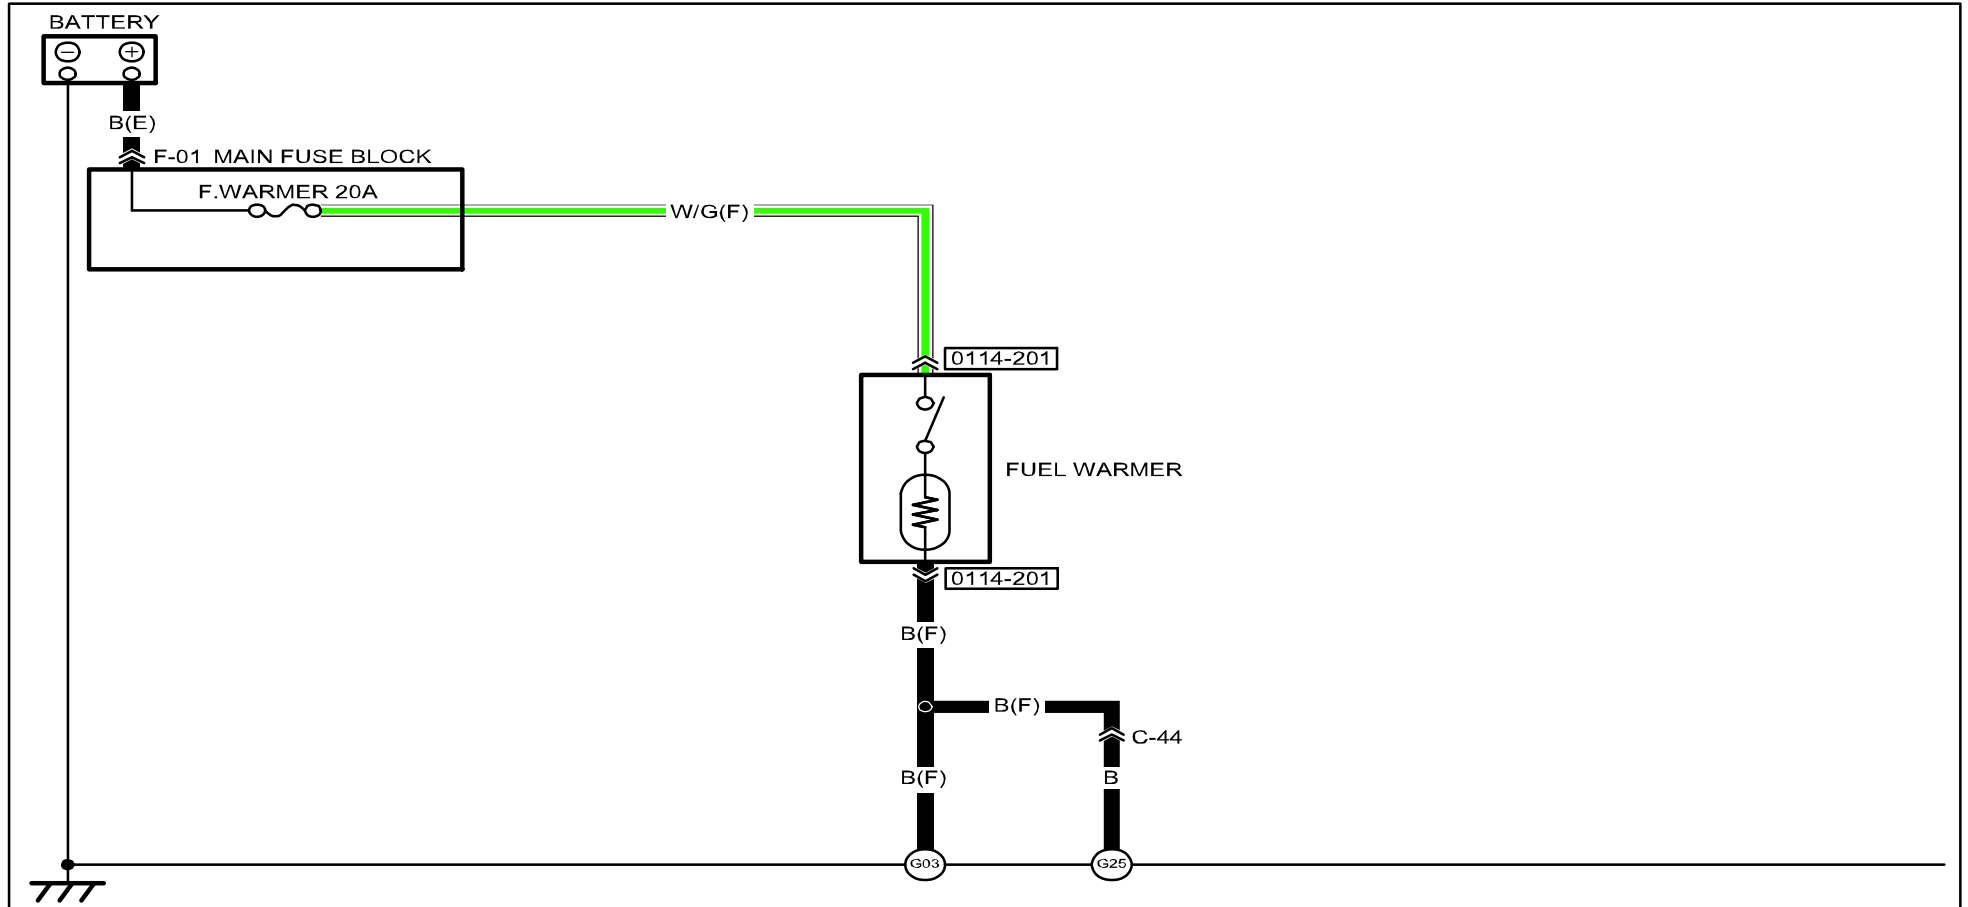 BATTERY
− +
B(E)
F-01 MAIN FUSE BLOCK
F.WARMER 20A
W/G(F)
0114-201
FUEL WARMER
0114-201
B(F)
B(F)
C-44
B(F)
B
G03
G25